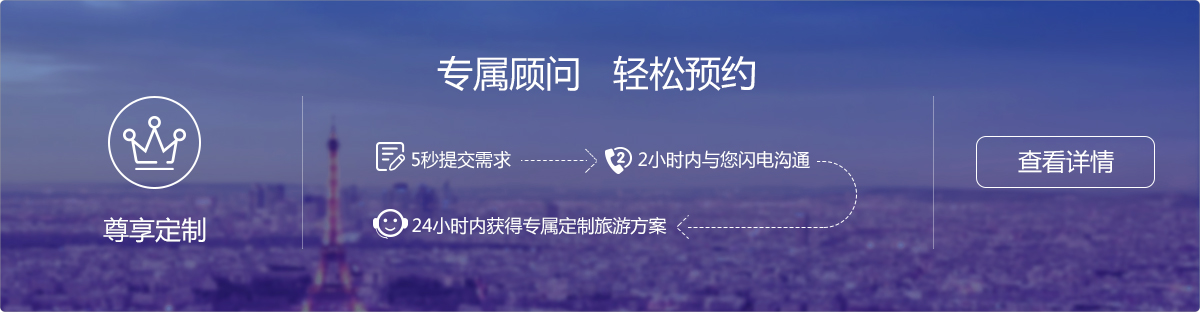 专属顾问 轻松预约
尊享定制
5秒提交需求
2
2小时内与您闪电沟通
24小时内获得专属定制旅游方案
查看详情